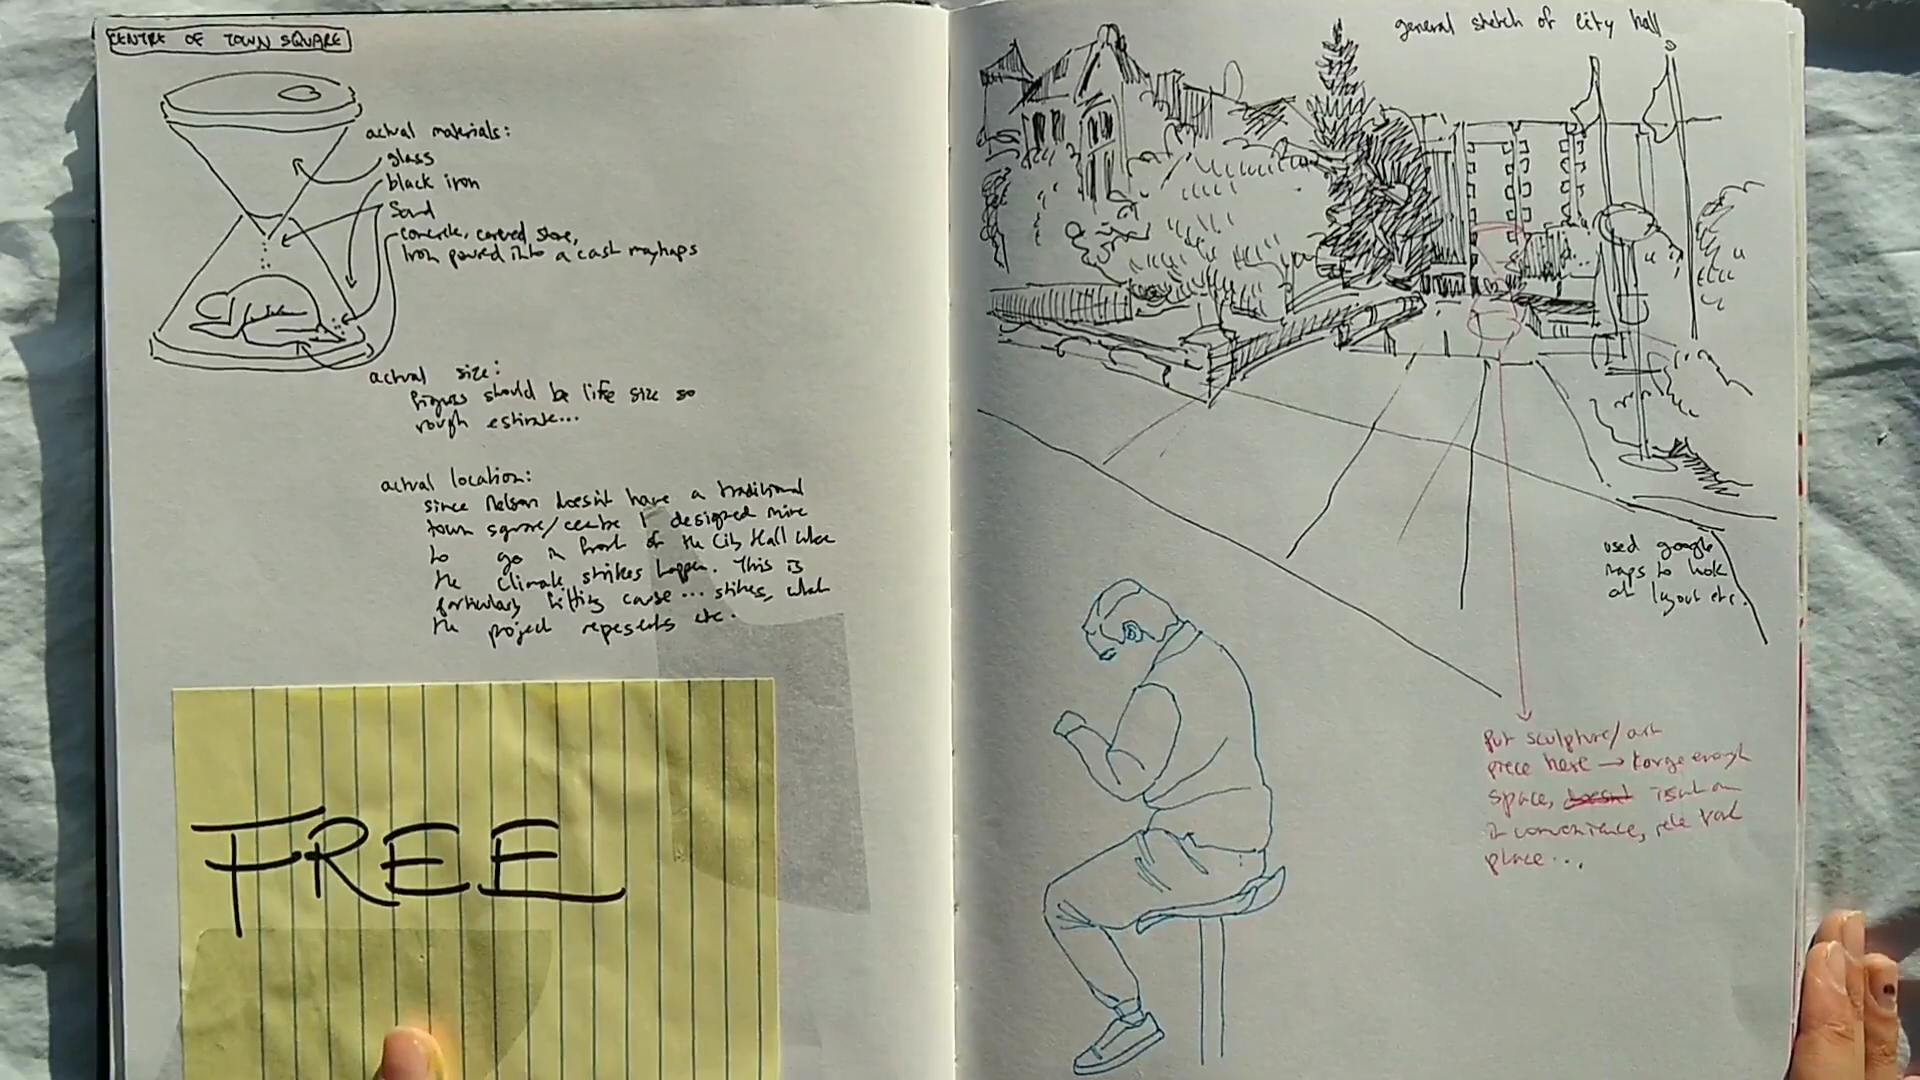 CENTRE OF TOWN SQUARE
actual materials:
glass
black iron
Sand
concrete, carved stone,
Iron poured into a cast mayhaps
actual size:
figures should be life size so
rough estimate...
actual location:
since Nelson doesn't have a traditional
town square/centre I designed mine
to go in front of the City Hall where
the climate strikes happen. This is
particularly fitting cause... strikes, what
the project repesents etc.
FREE
general sketch of city hall
used google
maps to look
at layout etc.
Put sculpture/art
piece here → large enough
space, doesnt isnt an
inconvenience,
place...